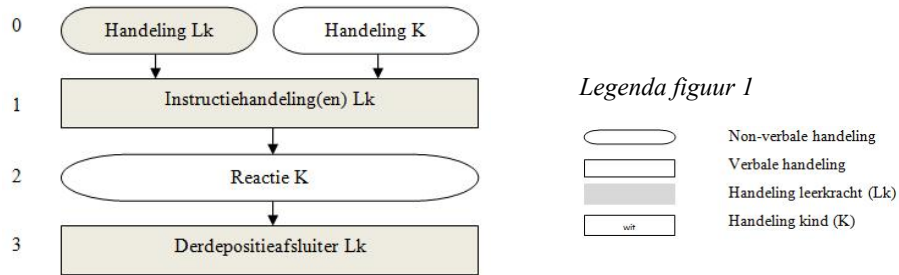 0
Handeling Lk
Handeling K
1
Instructiehandeling(en) Lk
2
Reactie K
3
Derdepositieafsluiter Lk
Legenda figuur 1
Non-verbale handeling
Verbale handeling
Handeling leerkracht (Lk)
wit
Handeling kind (K)